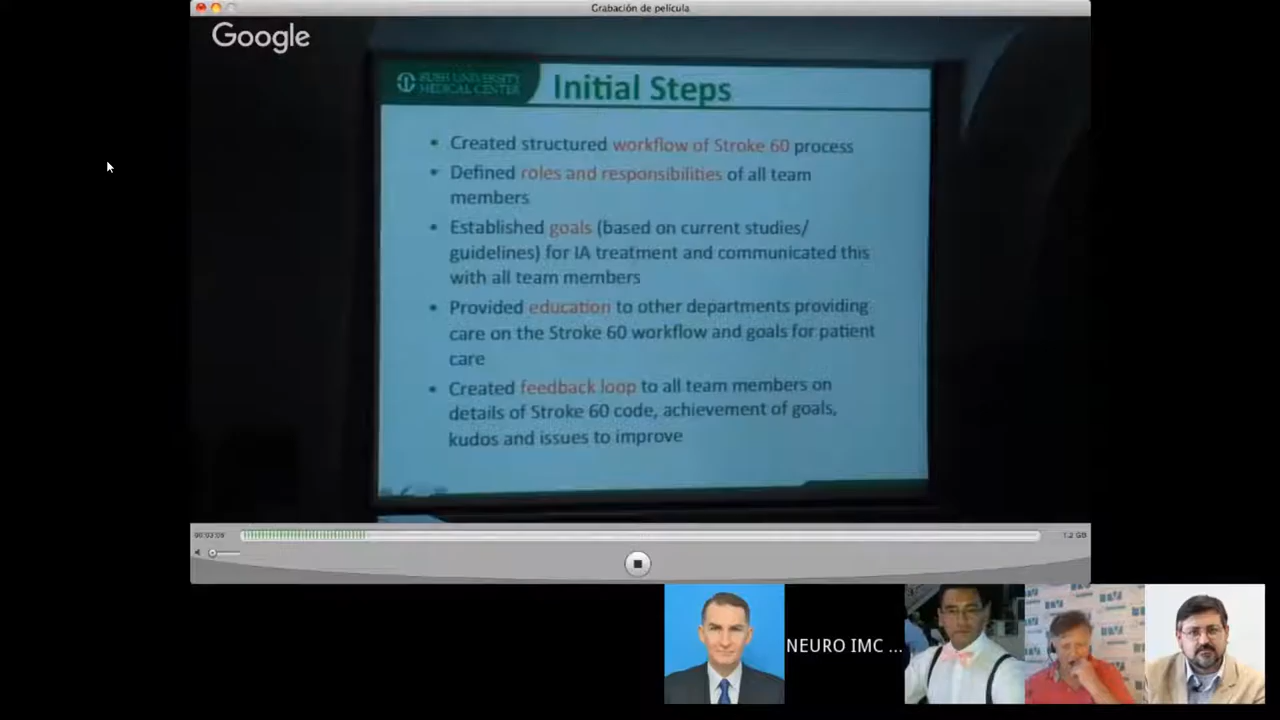 Grabación de película
Google
RUSH UNIVERSITY
MEDICAL CENTER
Initial Steps
• Created structured workflow of Stroke 60 process
• Defined roles and responsibilities of all team
members
• Established goals (based on current studies/
guidelines) for IA treatment and communicated this
with all team members
• Provided education to other departments providing
care on the Stroke 60 workflow and goals for patient
care
• Created feedback loop to all team members on
details of Stroke 60 code, achievement of goals,
kudos and issues to improve
1.2 GB
NEURO IMC ...